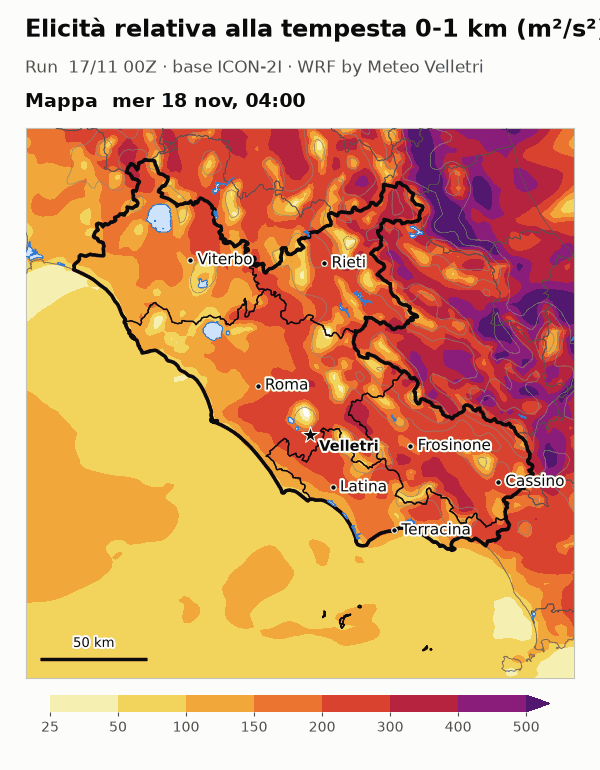 Elicità relativa alla tempesta 0-1 km (m²/s²)
Run 17/11 00Z · base ICON-2I · WRF by Meteo Velletri
Mappa mer 18 nov, 04:00
Viterbo
Rieti
Roma
Velletri
Frosinone
Latina
Cassino
Terracina
50 km
25 50 100 150 200 300 400 500